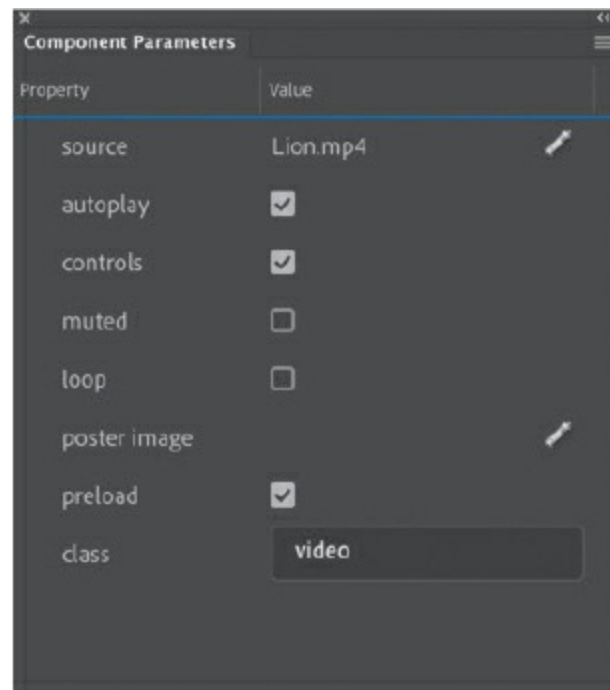 Component Parameters
Property Value
source Lion.mp4
autoplay
controls
muted
loop
poster image
preload
class video